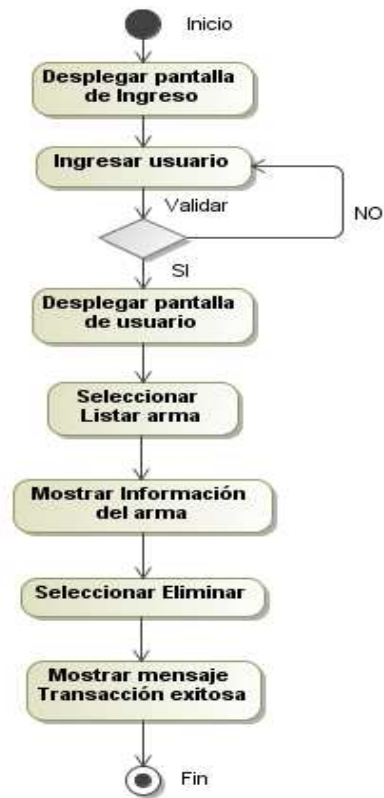 Inicio
Desplegar pantalla
de Ingreso
Ingresar usuario
Validar
NO
SI
Desplegar pantalla
de usuario
Seleccionar
Listar arma
Mostrar Información
del arma
Seleccionar Eliminar
Mostrar mensaje
Transacción exitosa
Fin